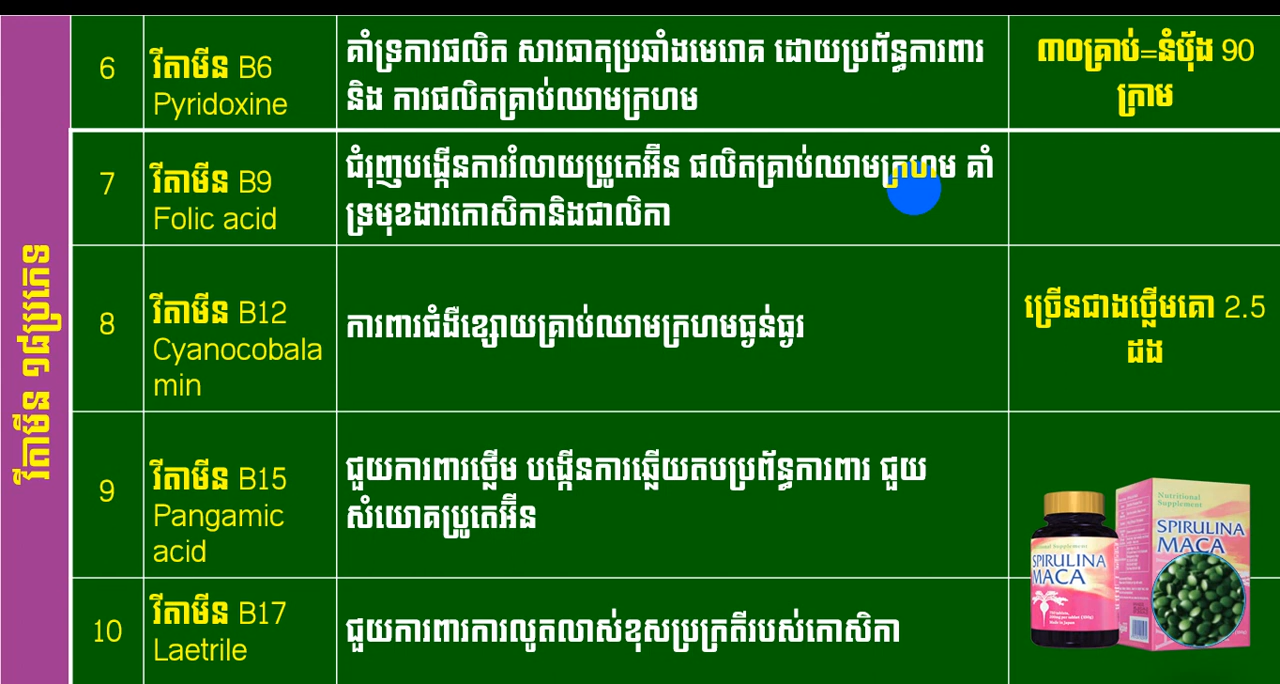 វីតាមីន ១៨ប្រភេទ
6
វីតាមីន B6
Pyridoxine
គាំទ្រការផលិត សារធាតុប្រឆាំងមេរោគ ដោយប្រព័ន្ធការពារ
និង ការផលិតគ្រាប់ឈាមក្រហម
៣០គ្រាប់=នំប៉័ង 90
ក្រាម
7
វីតាមីន B9
Folic acid
ជំរុញបង្កើនការរំលាយប្រូតេអ៊ីន ផលិតគ្រាប់ឈាមក្រហម គាំ
ទ្រមុខងារកោសិកានិងជាលិកា
8
វីតាមីន B12
Cyanocobala
min
ការពារជំងឺខ្សោយគ្រាប់ឈាមក្រហមធ្ងន់ធ្ងរ
ច្រើនជាងថ្លើមគោ 2.5
ដង
9
វីតាមីន B15
Pangamic
acid
ជួយការពារថ្លើម បង្កើនការឆ្លើយតបប្រព័ន្ធការពារ ជួយ
សំយោគប្រូតេអ៊ីន
10
វីតាមីន B17
Laetrile
ជួយការពារការលូតលាស់ខុសប្រក្រតីរបស់កោសិកា
Nutritional Supplement
SPIRULINA
MACA
Nutritional
Supplement
SPIRULINA
MACA